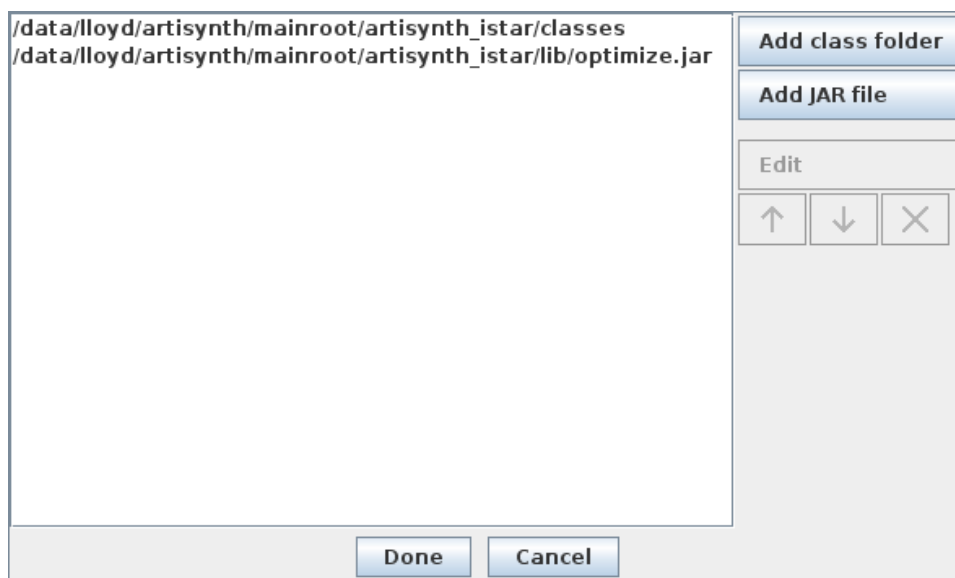 /data/lloyd/artisynth/mainroot/artisynth_istar/classes
/data/lloyd/artisynth/mainroot/artisynth_istar/lib/optimize.jar
Add class folder
Add JAR file
Edit
Done
Cancel